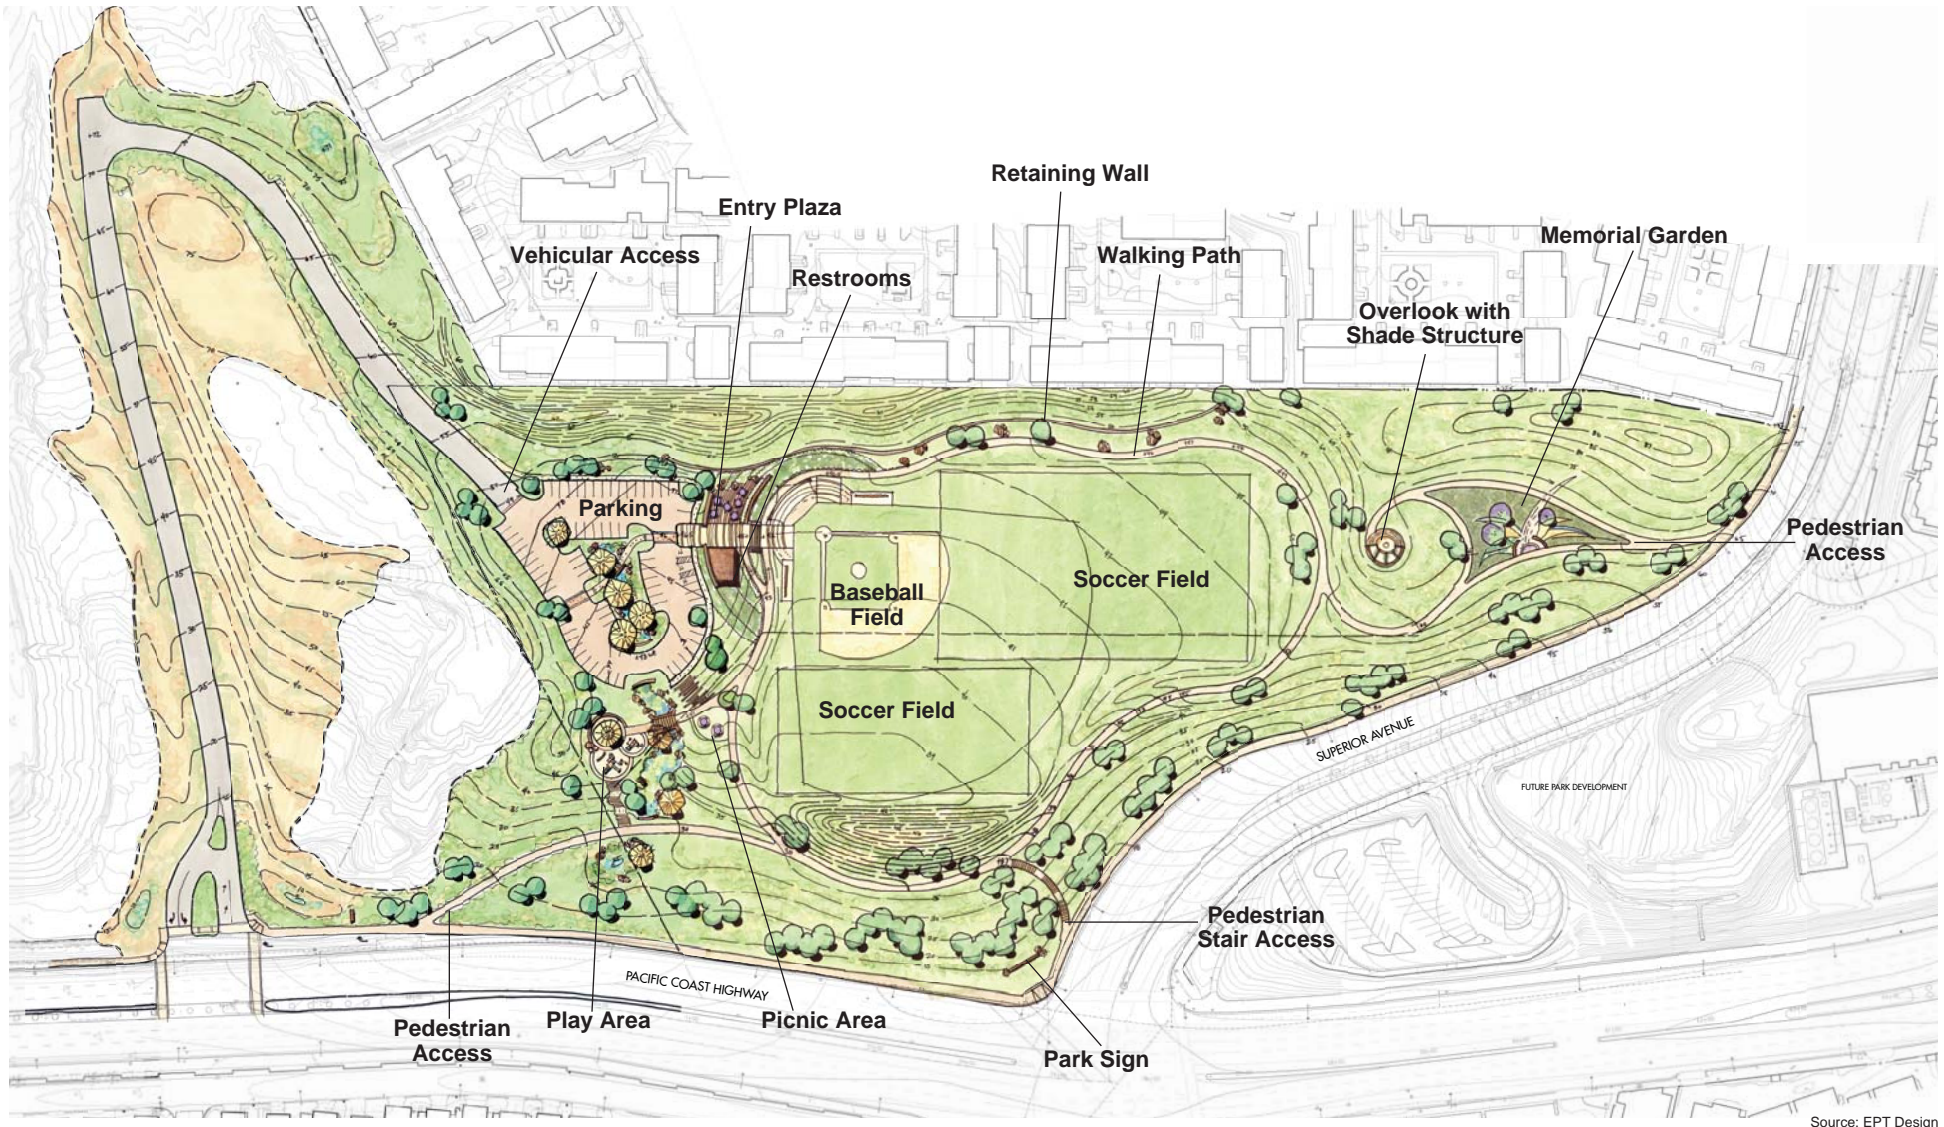 Retaining Wall
Entry Plaza
Memorial Garden
Vehicular Access
Walking Path
Restrooms
Overlook with
Shade Structure
Parking
Pedestrian
Access
Soccer Field
Baseball
Field
Soccer Field
SUPERIOR AVENUE
FUTURE PARK DEVELOPMENT
Pedestrian
Stair Access
PACIFIC COAST HIGHWAY
Pedestrian
Access
Play Area
Picnic Area
Park Sign
Source: EPT Design